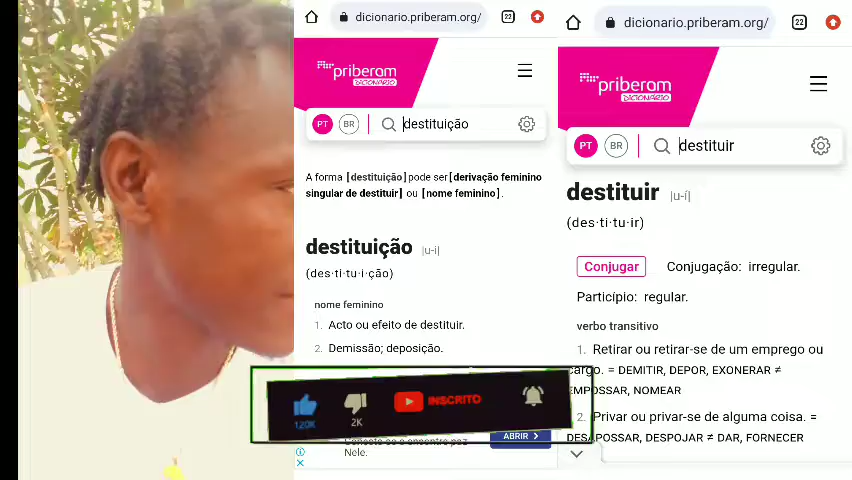 dicionario.priberam.org/
22
priberam
DICIONÁRIO
PT
BR
destituição
A forma [destituição] pode ser [derivação feminino
singular de destituir] ou [nome feminino].
destituição |u-i|
(des·ti·tu·i·ção)
nome feminino
1. Acto ou efeito de destituir.
2. Demissão; deposição.
120K
2K
INSCRITO
Nele.
ABRIR
dicionario.priberam.org/
22
priberam
DICIONÁRIO
PT
BR
destituir
destituir |u-í|
(des·ti·tu·ir)
Conjugar
Conjugação: irregular.
Particípio: regular.
verbo transitivo
1. Retirar ou retirar-se de um emprego ou
cargo. = DEMITIR, DEPOR, EXONERAR ≠
EMPOSSAR, NOMEAR
2. Privar ou privar-se de alguma coisa. =
DESAPOSSAR, DESPOJAR ≠ DAR, FORNECER